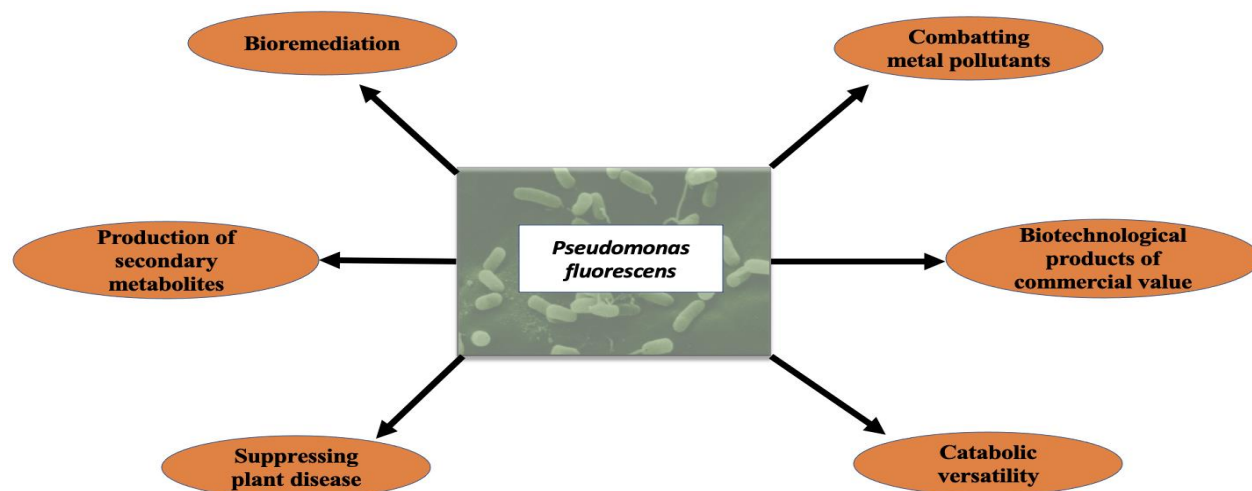 Bioremediation
Combatting
metal pollutants
Production of
secondary
metabolites
Pseudomonas
fluorescens
Biotechnological
products of
commercial value
Suppressing
plant disease
Catabolic
versatility